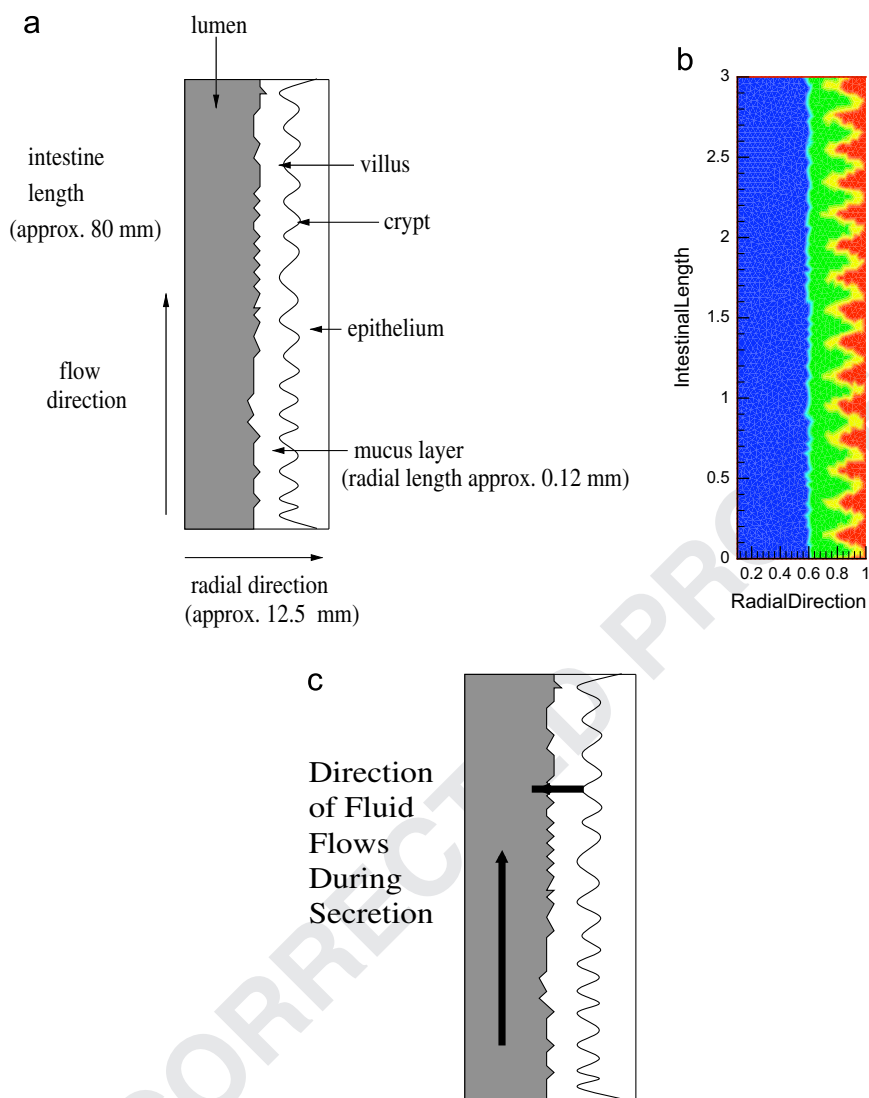 a
lumen
intestine
length
(approx. 80 mm)
villus
crypt
epithelium
flow
direction
mucus layer
(radial length approx. 0.12 mm)
radial direction
(approx. 12.5 mm)
b
3
2.5
2
1.5
1
0.5
0
IntestinalLength
0.2 0.4 0.6 0.8 1
RadialDirection
c
Direction
of Fluid
Flows
During
Secretion
CORRECTED PRO